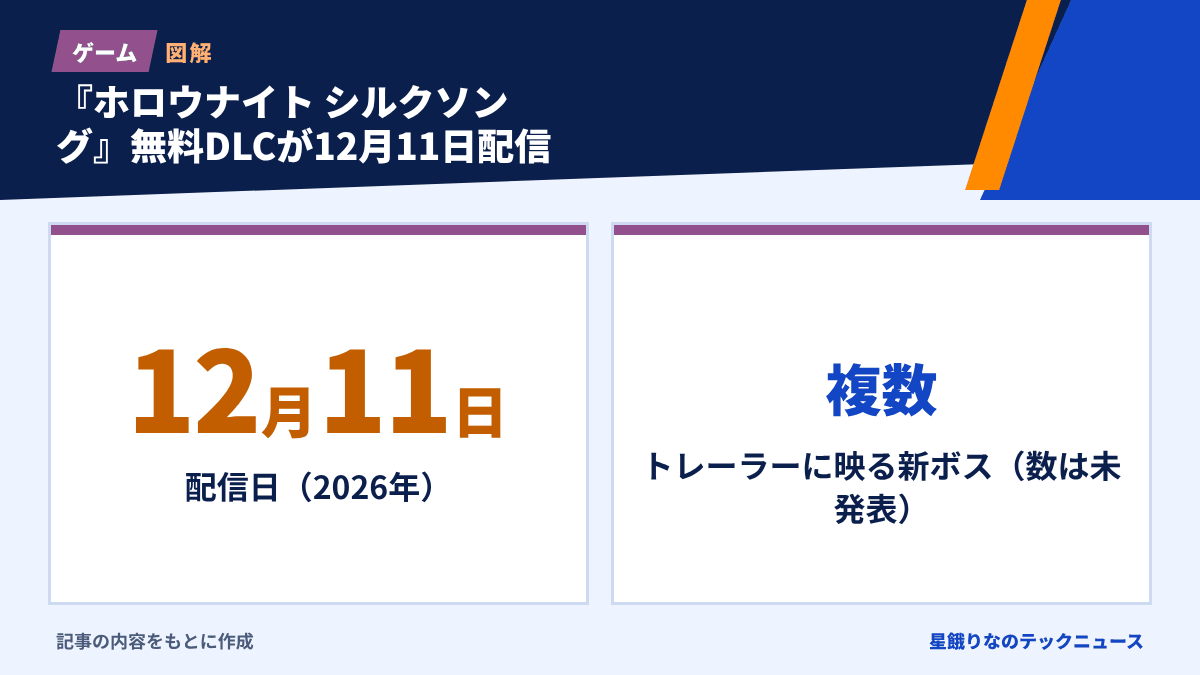 ゲーム 図解
『ホロウナイト シルクソン
グ』無料DLCが12月11日配信
12月11日
配信日（2026年）
複数
トレーラーに映る新ボス（数は未
発表）
記事の内容をもとに作成
星餓りなのテックニュース